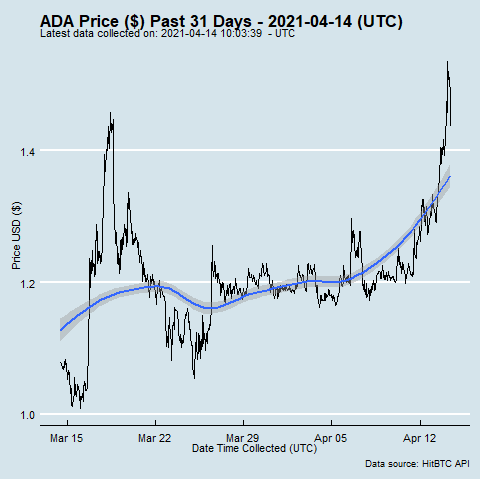 ADA Price ($) Past 31 Days - 2021-04-14 (UTC)
Latest data collected on: 2021-04-14 10:03:39  - UTC
Price USD ($)
1.4
1.2
1.0
Mar 15
Mar 22
Mar 29
Apr 05
Apr 12
Date Time Collected (UTC)
Data source: HitBTC API